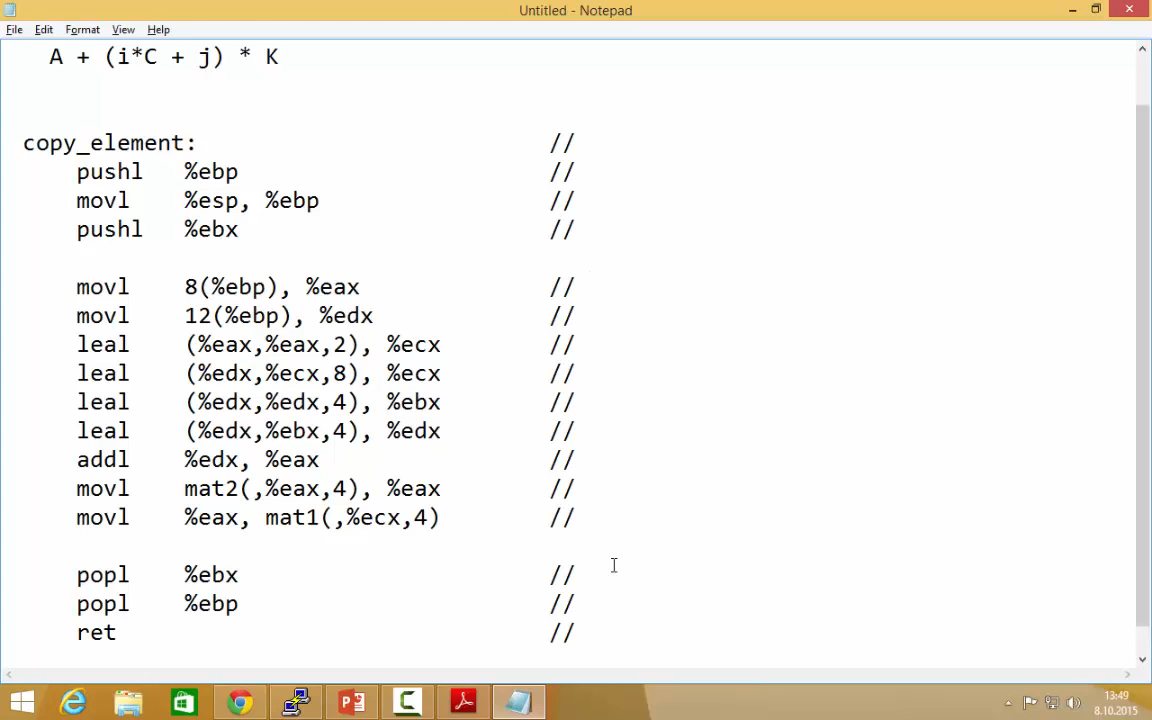 Untitled - Notepad
File Edit Format View Help
A + (i*C + j) * K
copy_element: //
pushl %ebp //
movl %esp, %ebp //
pushl %ebx //
movl 8(%ebp), %eax //
movl 12(%ebp), %edx //
leal (%eax,%eax,2), %ecx //
leal (%edx,%ecx,8), %ecx //
leal (%edx,%edx,4), %ebx //
leal (%edx,%ebx,4), %edx //
addl %edx, %eax //
movl mat2(,%eax,4), %eax //
movl %eax, mat1(,%ecx,4) //
popl %ebx //
popl %ebp //
ret //
13:49
8.10.2015